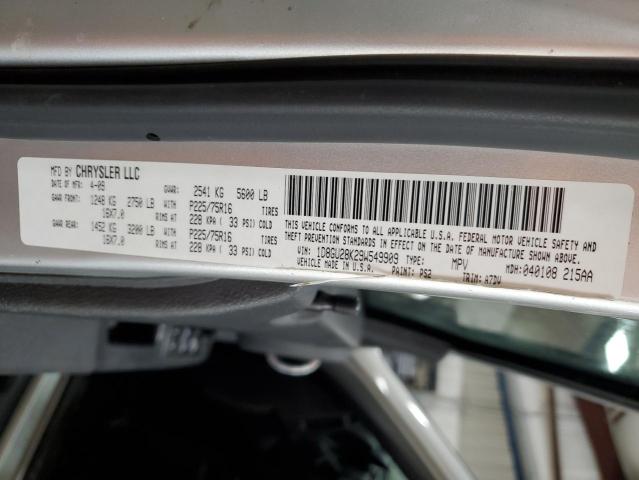 MFD BY CHRYSLER LLC
DATE OF MFR: 4-09 GVWR: 2541 KG 5600 LB
GAWR FRONT: 1248 KG 2750 LB WITH P225/75R16 TIRES
16X7.0 RIMS AT 228 KPA ( 33 PSI) COLD
GAWR REAR: 1452 KG 3200 LB WITH P225/75R16 TIRES
16X7.0 RIMS AT 228 KPA ( 33 PSI) COLD
THIS VEHICLE CONFORMS TO ALL APPLICABLE U.S.A. FEDERAL MOTOR VEHICLE SAFETY AND
THEFT PREVENTION STANDARDS IN EFFECT ON THE DATE OF MANUFACTURE SHOWN ABOVE.
VIN: 1D8GU28K29W549909 TYPE: MPV MDH: 040108 215AA
MADE IN U.S.A. PAINT: PS2 TRIM: A7DV